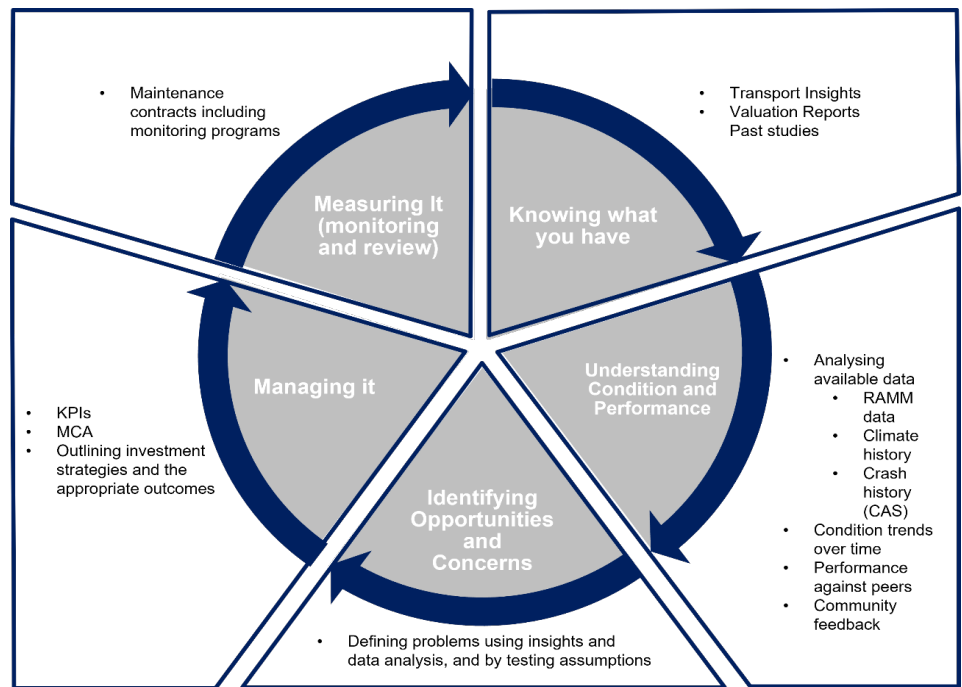 • Maintenance
contracts including
monitoring programs
• Transport Insights
• Valuation Reports
Past studies
Measuring It
(monitoring
and review)
Knowing what
you have
Understanding
Condition and
Performance
• Analysing
available data
• RAMM
data
• Climate
history
• Crash
history
(CAS)
• Condition trends
over time
• Performance
against peers
• Community
feedback
Managing it
• KPIs
• MCA
• Outlining investment
strategies and the
appropriate outcomes
Identifying
Opportunities
and
Concerns
• Defining problems using insights and
data analysis, and by testing assumptions